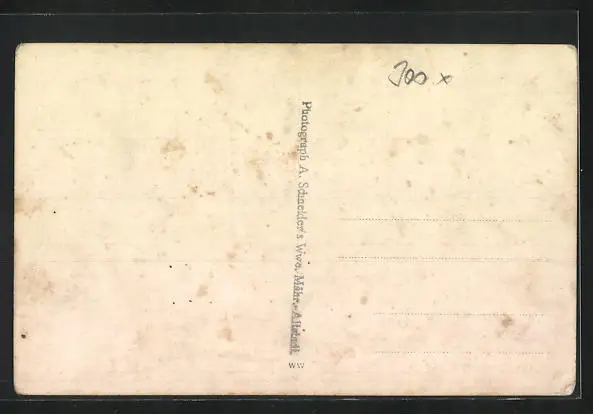 300 x
Photograph A. Schneider's Wwe. Mähr.-Altstadt
WW